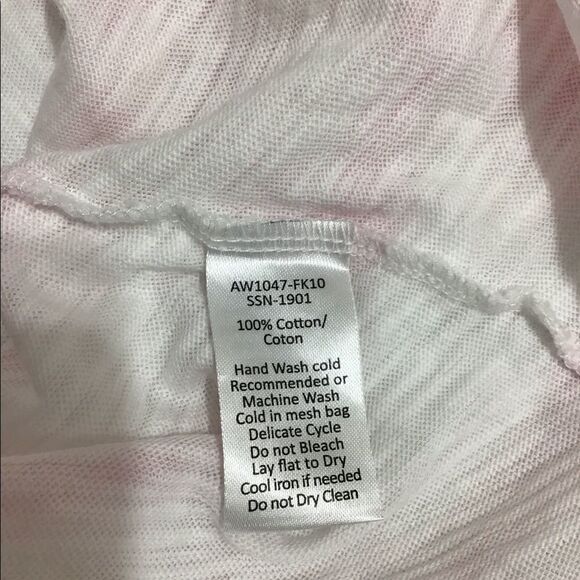 AW1047-FK10
SSN-1901
100% Cotton/
Coton
Hand Wash cold
Recommended or
Machine Wash
Cold in mesh bag
Delicate Cycle
Do not Bleach
Lay flat to Dry
Cool iron if needed
Do not Dry Clean